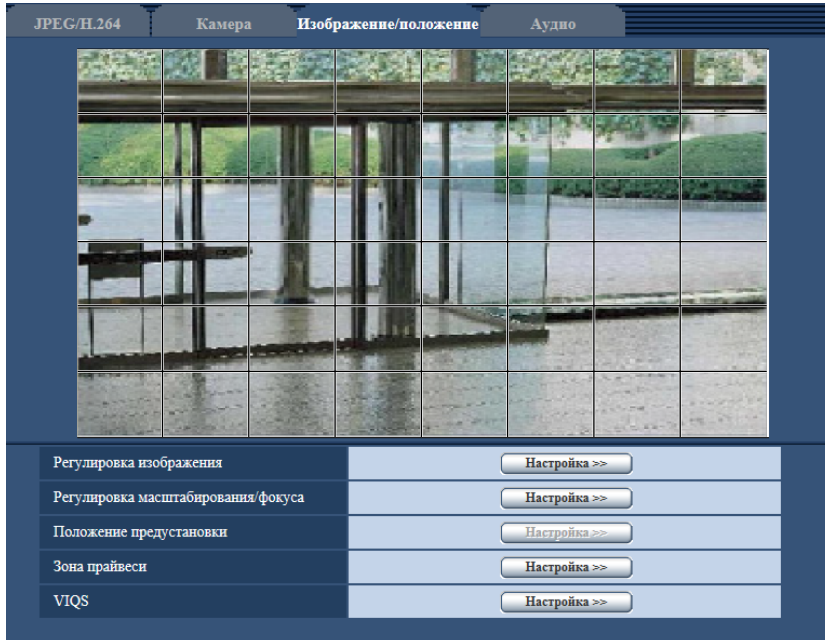 JPEG/H.264 Камера Изображение/положение Аудио
Регулировка изображения Настройка >>
Регулировка масштабирования/фокуса Настройка >>
Положение предустановки Настройка >>
Зона прайвеси Настройка >>
VIQS Настройка >>